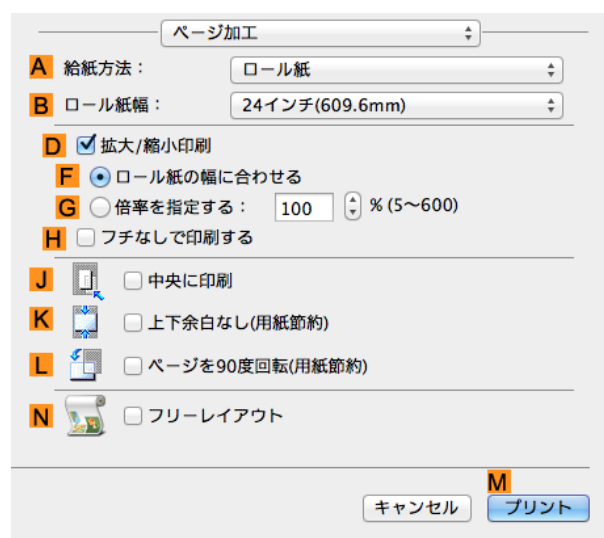 ページ加工
A 給紙方法： ロール紙
B ロール紙幅： 24インチ(609.6mm)
D 拡大/縮小印刷
F ロール紙の幅に合わせる
G 倍率を指定する： 100 % (5～600)
H フチなしで印刷する
J 中央に印刷
K 上下余白なし(用紙節約)
L ページを90度回転(用紙節約)
N フリーレイアウト
M
キャンセル プリント